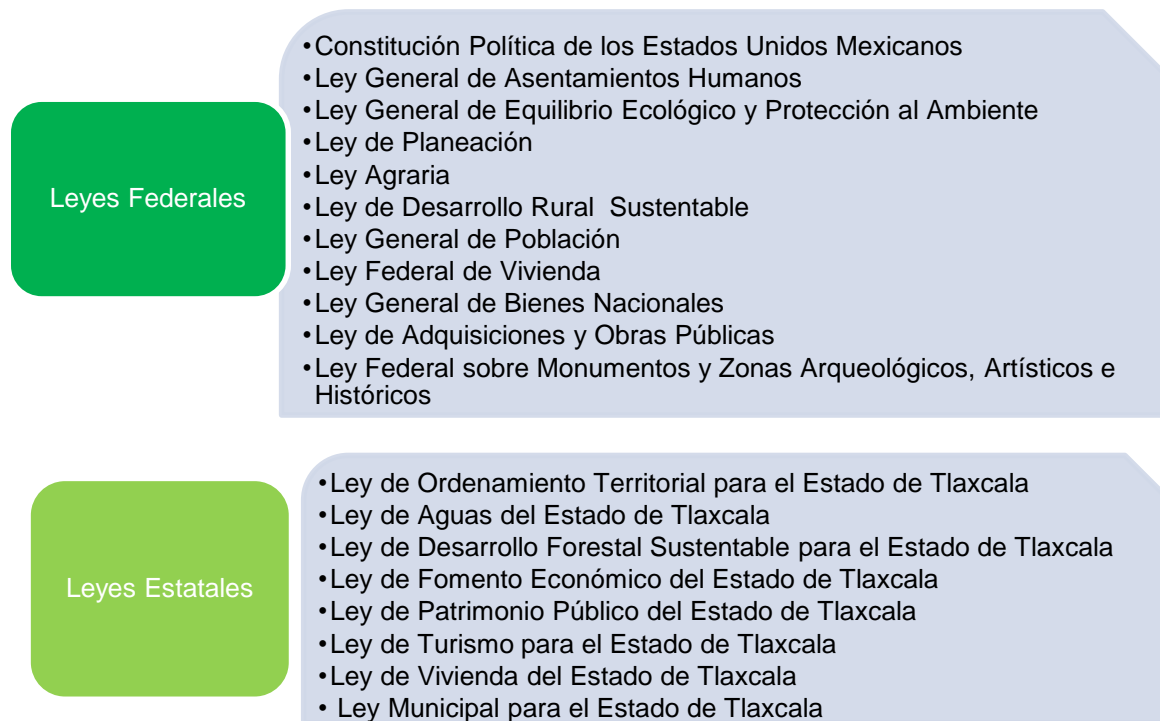 Leyes Federales
•Constitución Política de los Estados Unidos Mexicanos
•Ley General de Asentamientos Humanos
•Ley General de Equilibrio Ecológico y Protección al Ambiente
•Ley de Planeación
•Ley Agraria
•Ley de Desarrollo Rural  Sustentable
•Ley General de Población
•Ley Federal de Vivienda
•Ley General de Bienes Nacionales
•Ley de Adquisiciones y Obras Públicas
•Ley Federal sobre Monumentos y Zonas Arqueológicos, Artísticos e
Históricos
Leyes Estatales
•Ley de Ordenamiento Territorial para el Estado de Tlaxcala
•Ley de Aguas del Estado de Tlaxcala
•Ley de Desarrollo Forestal Sustentable para el Estado de Tlaxcala
•Ley de Fomento Económico del Estado de Tlaxcala
•Ley de Patrimonio Público del Estado de Tlaxcala
•Ley de Turismo para el Estado de Tlaxcala
•Ley de Vivienda del Estado de Tlaxcala
• Ley Municipal para el Estado de Tlaxcala